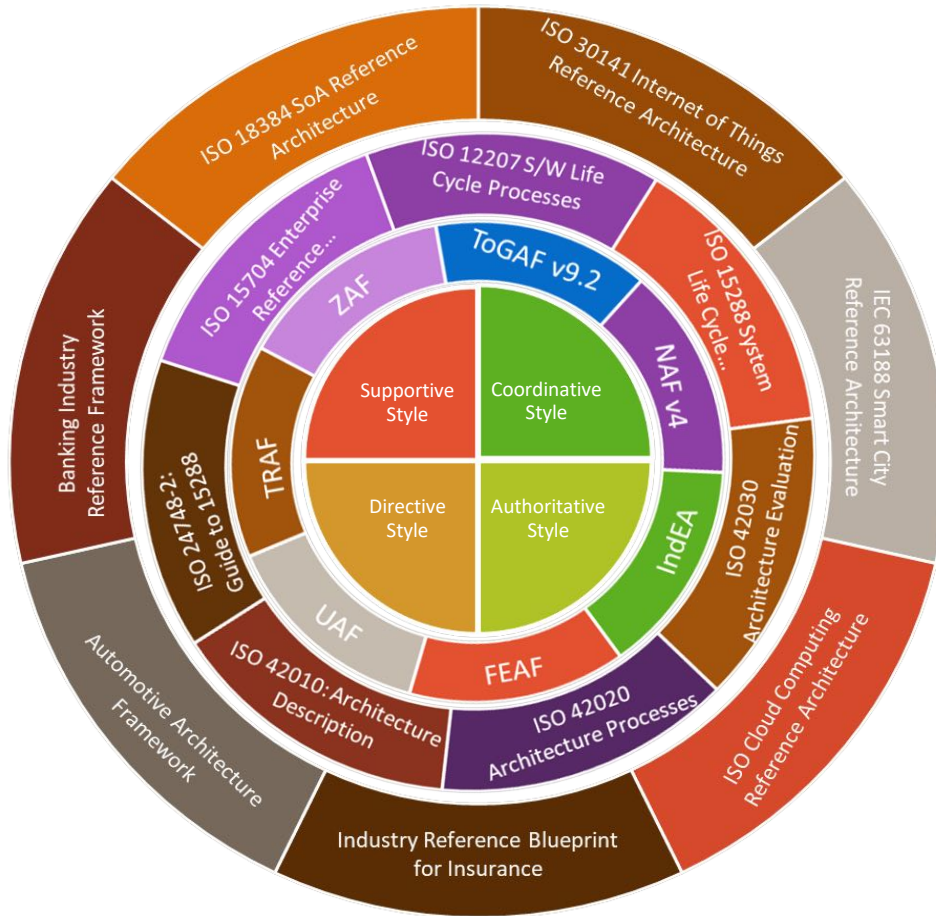 ISO 18384 SoA Reference
Architecture
ISO 30141 Internet of Things
Reference Architecture
IEC 63188 Smart City
Reference Architecture
ISO Cloud Computing
Reference Architecture
Industry Reference Blueprint
for Insurance
Automotive Architecture
Framework
Banking Industry
Reference Framework
ISO 12207 S/W Life
Cycle Processes
ISO 15288 System
Life Cycle...
ISO 42030
Architecture Evaluation
ISO 42020
Architecture Processes
ISO 42010: Architecture
Description
ISO 24748-2:
Guide to 15288
ISO 15704 Enterprise
Reference...
ToGAF v9.2
NAF v4
IndEA
FEAF
UAF
TRAF
ZAF
Supportive
Style
Coordinative
Style
Directive
Style
Authoritative
Style